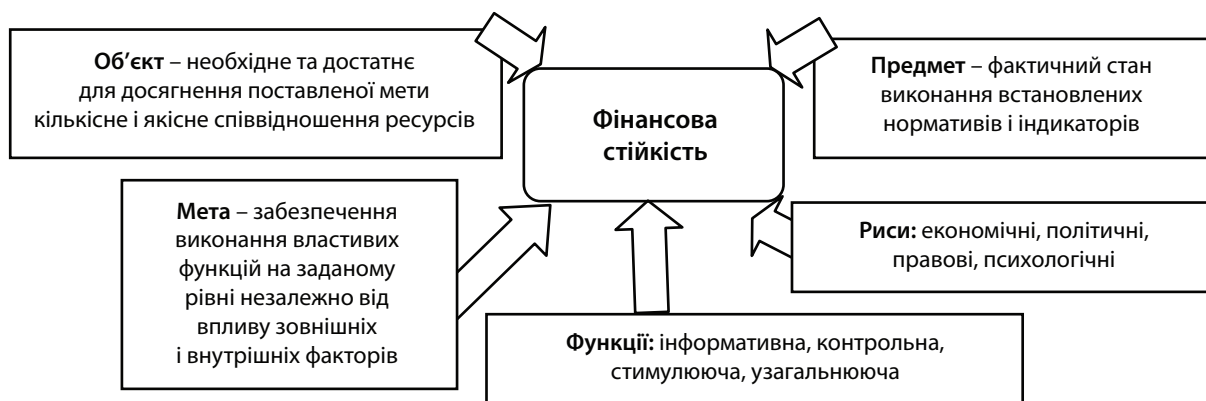 Об’єкт – необхідне та достатнє
для досягнення поставленої мети
кількісне і якісне співвідношення ресурсів
Фінансова
стійкість
Предмет – фактичний стан
виконання встановлених
нормативів і індикаторів
Мета – забезпечення
виконання властивих
функцій на заданому
рівні незалежно від
впливу зовнішніх
і внутрішніх факторів
Риси: економічні, політичні,
правові, психологічні
Функції: інформативна, контрольна,
стимулююча, узагальнююча